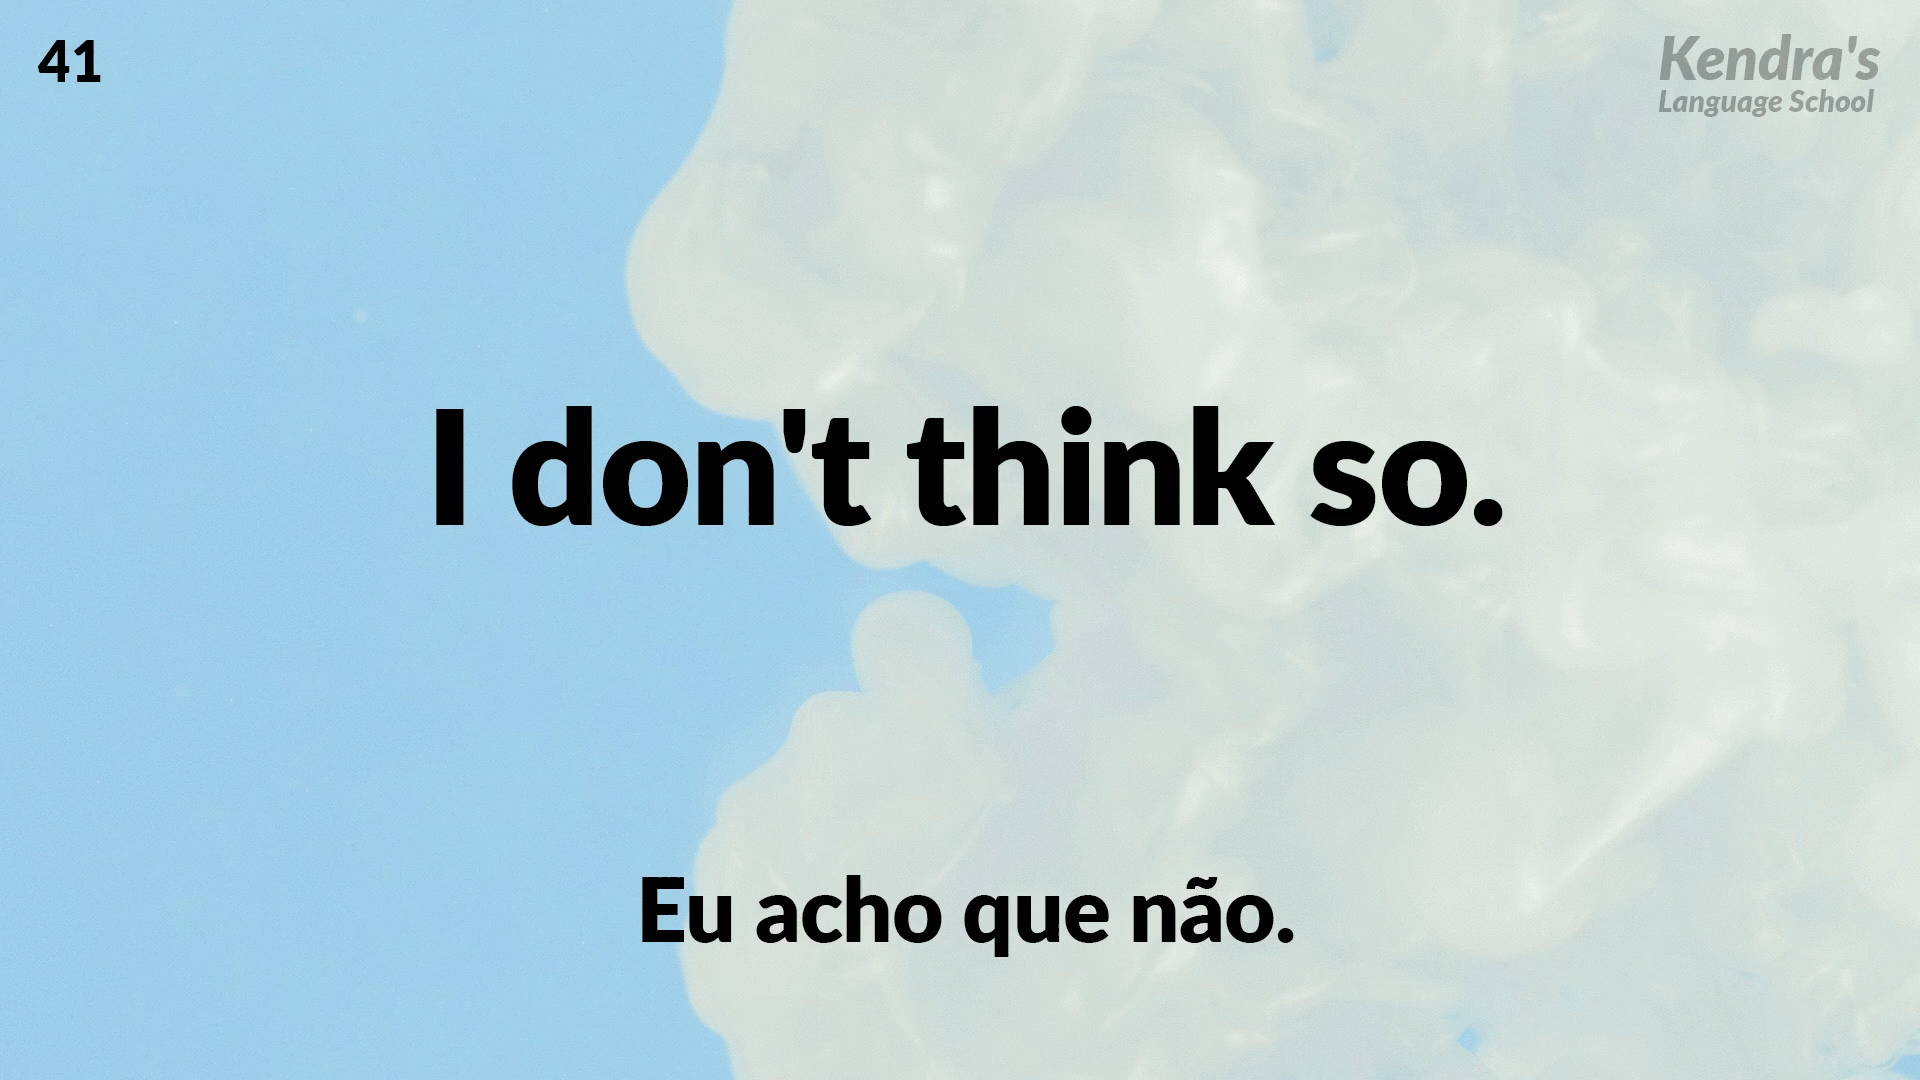 41
Kendra's
Language School
I don't think so.
Eu acho que não.